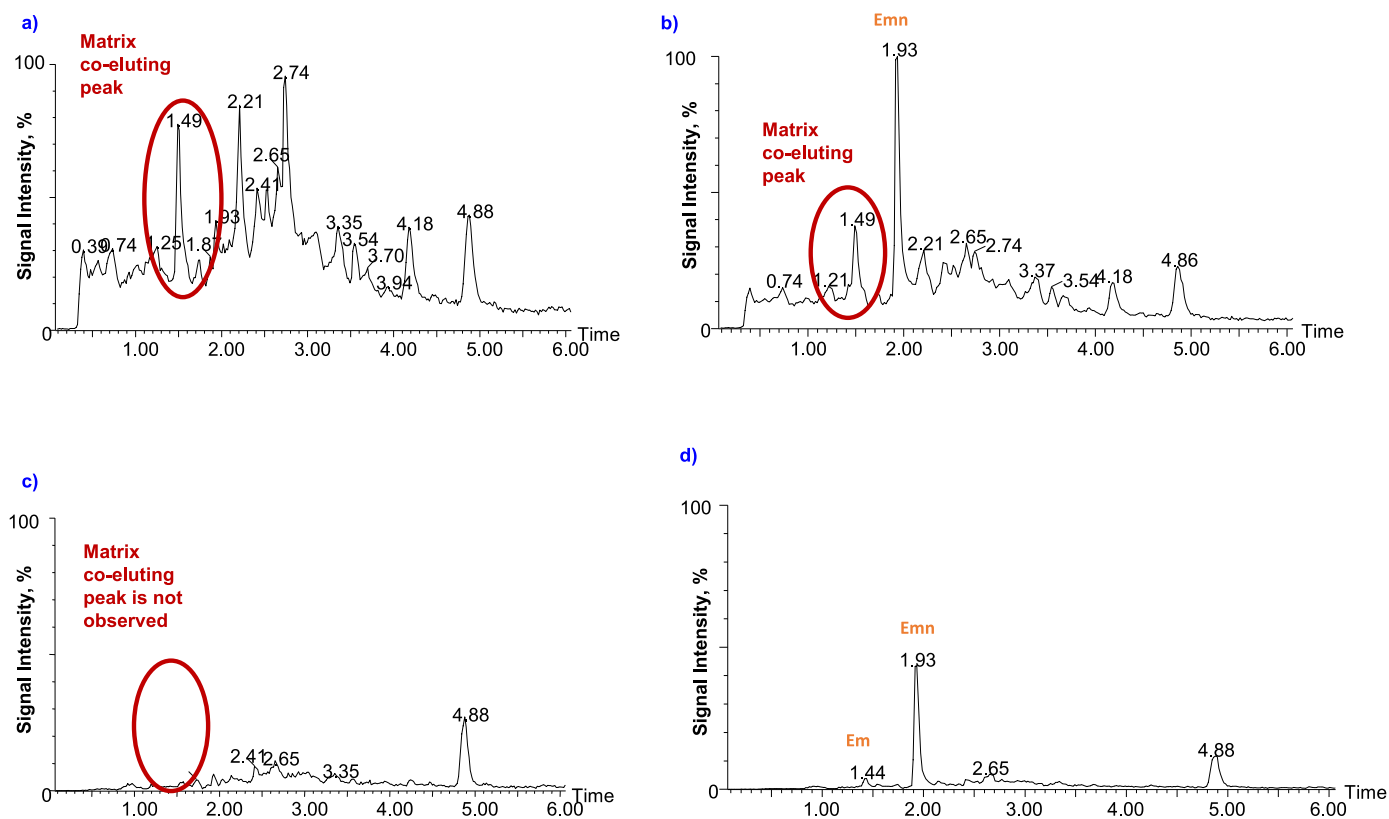 a)
Matrix
co-eluting
peak
Signal Intensity, %
100
0
0.39
0.74
1.25
1.49
1.87
1.93
2.21
2.41
2.65
2.74
3.35
3.54
3.70
3.94
4.18
4.88
1.00 2.00 3.00 4.00 5.00 6.00
Time
b)
Emn
Matrix
co-eluting
peak
Signal Intensity, %
100
0
0.74
1.21
1.49
1.93
2.21
2.65
2.74
3.37
3.54
4.18
4.86
1.00 2.00 3.00 4.00 5.00 6.00
Time
c)
Matrix
co-eluting
peak is not
observed
Signal Intensity, %
100
0
2.41
2.65
3.35
4.88
1.00 2.00 3.00 4.00 5.00 6.00
Time
d)
Emn
Em
Signal Intensity, %
100
0
1.44
1.93
2.65
4.88
1.00 2.00 3.00 4.00 5.00 6.00
Time